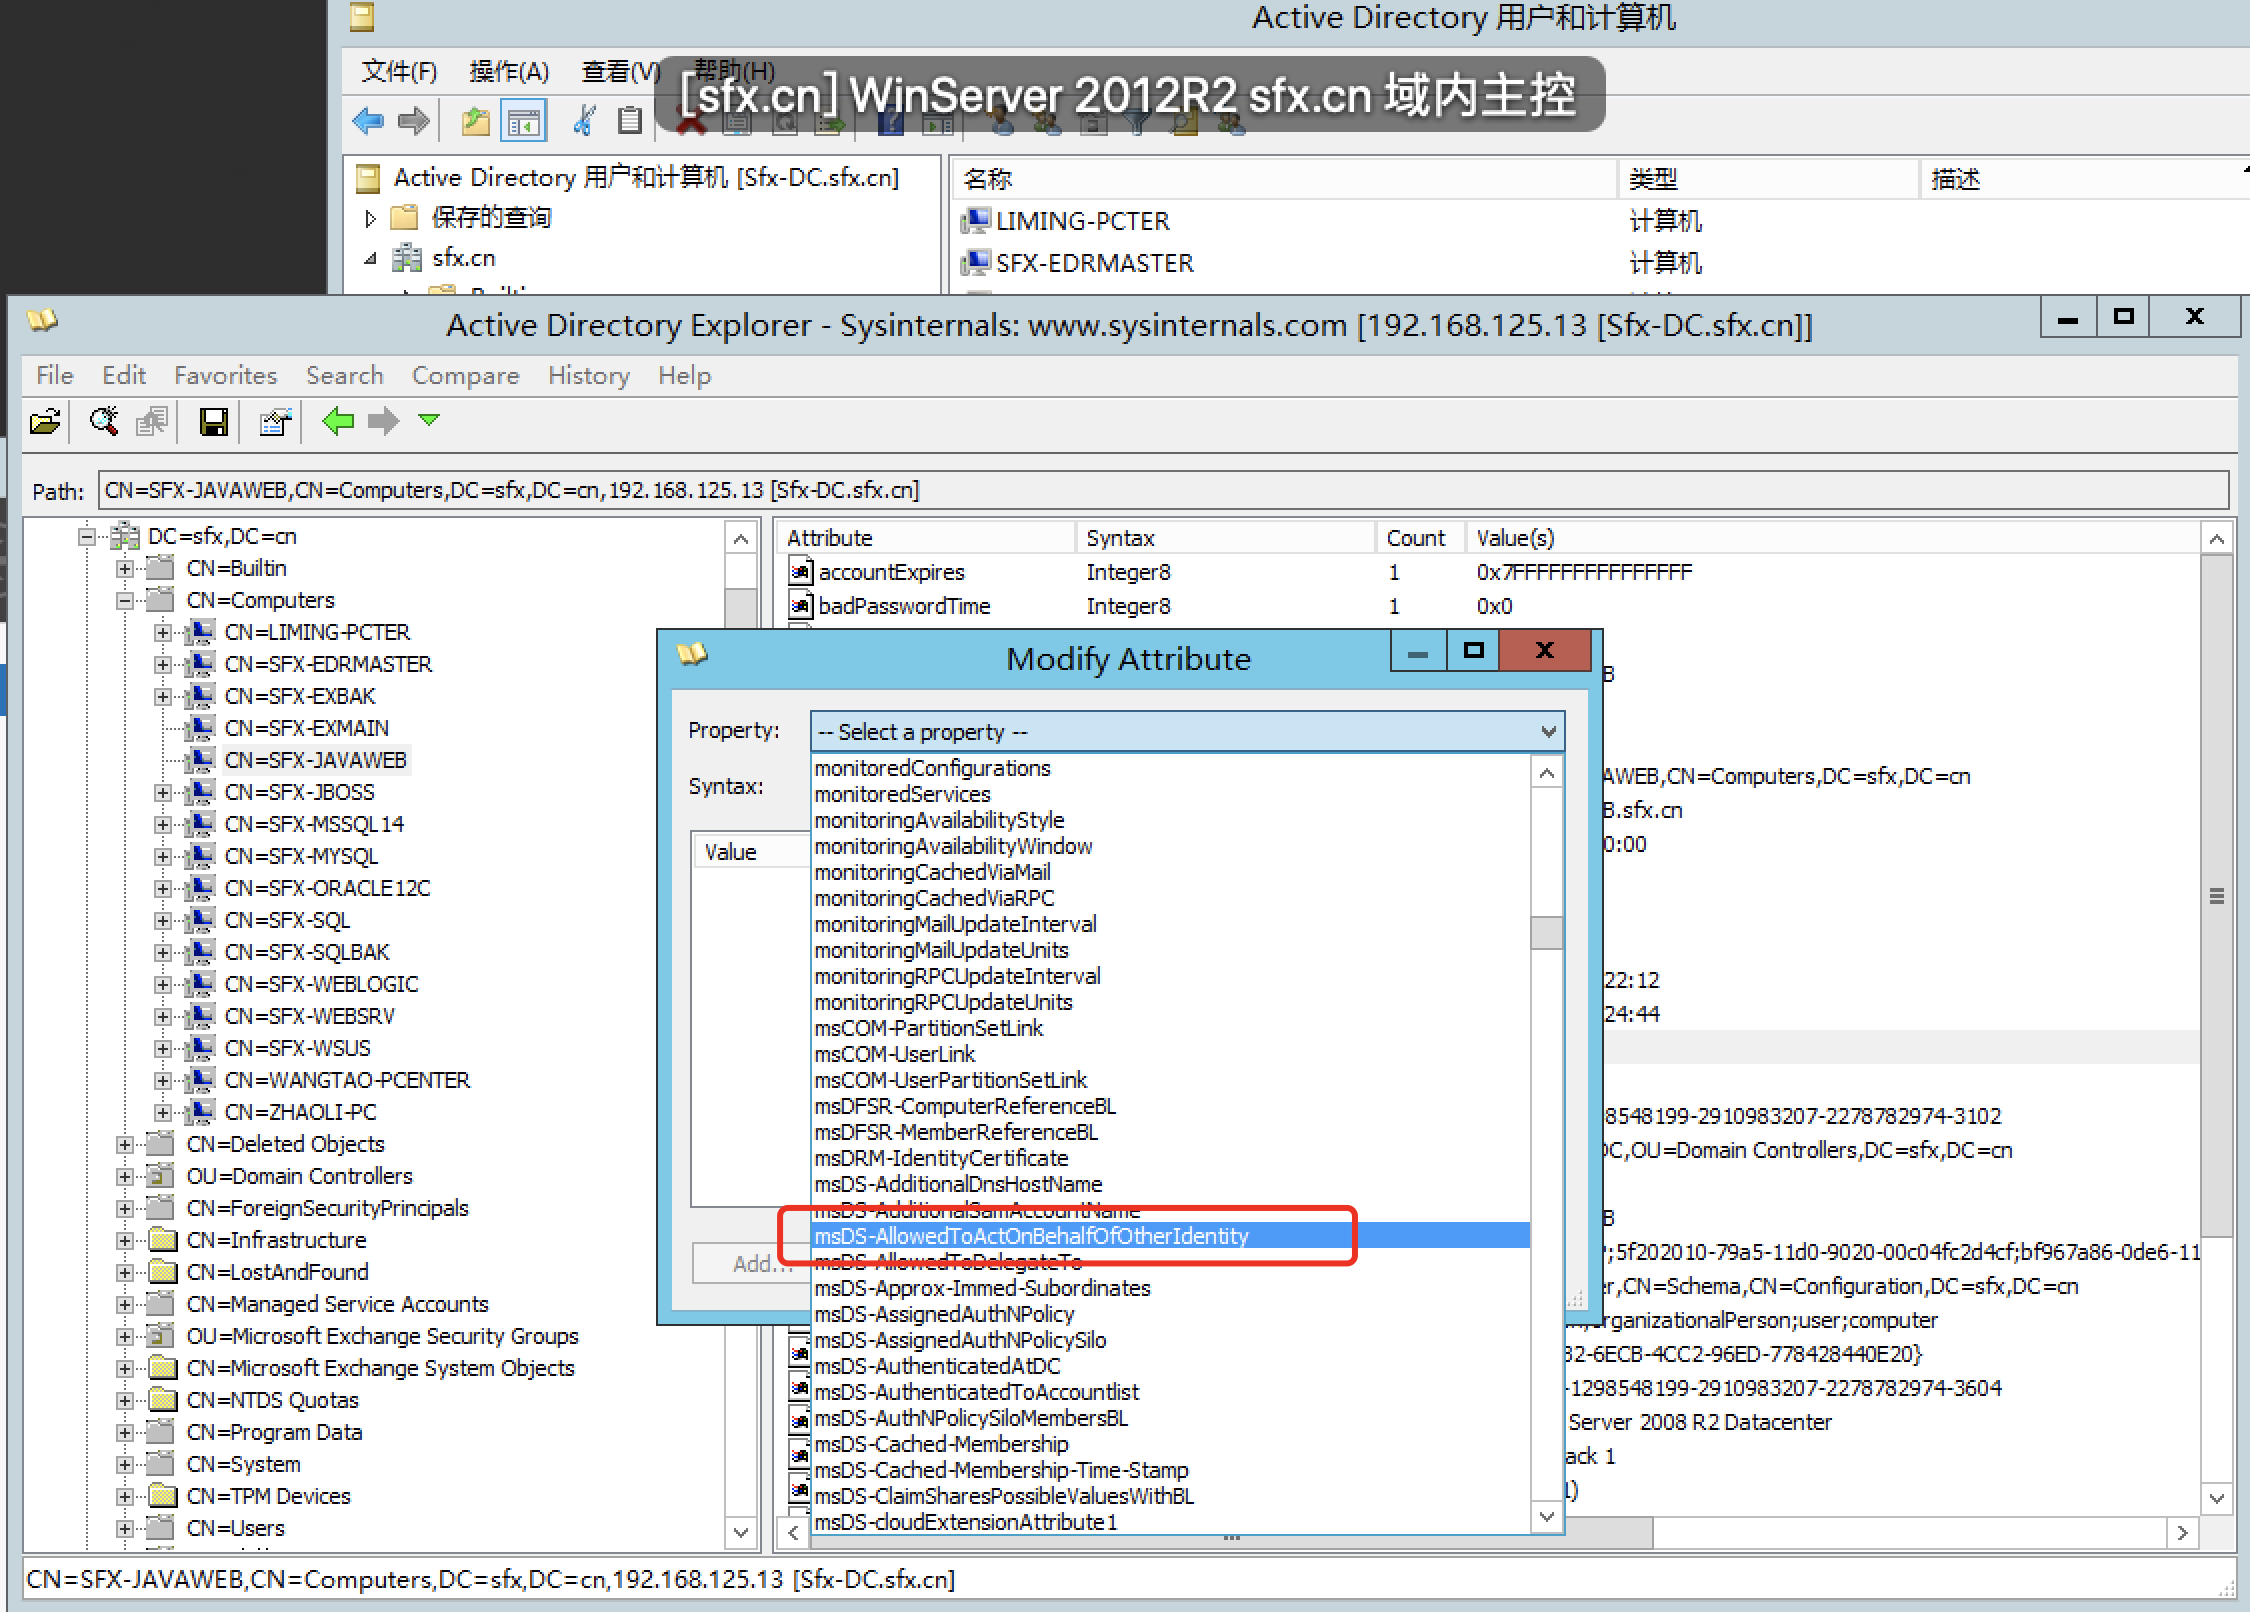 Active Directory 用户和计算机
文件(F) 操作(A) 查看(V) 帮助(H)
[sfx.cn] WinServer 2012R2 sfx.cn 域内主控
Active Directory 用户和计算机 [Sfx-DC.sfx.cn]
保存的查询
sfx.cn
名称 类型 描述
LIMING-PCTER 计算机
SFX-EDRMASTER 计算机
Active Directory Explorer - Sysinternals: www.sysinternals.com [192.168.125.13 [Sfx-DC.sfx.cn]]
File Edit Favorites Search Compare History Help
Path: CN=SFX-JAVAWEB,CN=Computers,DC=sfx,DC=cn,192.168.125.13 [Sfx-DC.sfx.cn]
DC=sfx,DC=cn
CN=Builtin
CN=Computers
CN=LIMING-PCTER
CN=SFX-EDRMASTER
CN=SFX-EXBAK
CN=SFX-EXMAIN
CN=SFX-JAVAWEB
CN=SFX-JBOSS
CN=SFX-MSSQL14
CN=SFX-MYSQL
CN=SFX-ORACLE12C
CN=SFX-SQL
CN=SFX-SQLBAK
CN=SFX-WEBLOGIC
CN=SFX-WEBSRV
CN=SFX-WSUS
CN=WANGTAO-PCENTER
CN=ZHAOLI-PC
CN=Deleted Objects
OU=Domain Controllers
CN=ForeignSecurityPrincipals
CN=Infrastructure
CN=LostAndFound
CN=Managed Service Accounts
OU=Microsoft Exchange Security Groups
CN=Microsoft Exchange System Objects
CN=NTDS Quotas
CN=Program Data
CN=System
CN=TPM Devices
CN=Users
Attribute Syntax Count Value(s)
accountExpires Integer8 1 0x7FFFFFFFFFFFFFFF
badPasswordTime Integer8 1 0x0
Modify Attribute
Property: -- Select a property --
Syntax:
Value
Add...
monitoredConfigurations
monitoredServices
monitoringAvailabilityStyle
monitoringAvailabilityWindow
monitoringCachedViaMail
monitoringCachedViaRPC
monitoringMailUpdateInterval
monitoringMailUpdateUnits
monitoringRPCUpdateInterval
monitoringRPCUpdateUnits
msCOM-PartitionSetLink
msCOM-UserLink
msCOM-UserPartitionSetLink
msDFSR-ComputerReferenceBL
msDFSR-MemberReferenceBL
msDRM-IdentityCertificate
msDS-AdditionalDnsHostName
msDS-AdditionalSamAccountName
msDS-AllowedToActOnBehalfOfOtherIdentity
msDS-AllowedToDelegateTo
msDS-Approx-Immed-Subordinates
msDS-AssignedAuthNPolicy
msDS-AssignedAuthNPolicySilo
msDS-AuthenticatedAtDC
msDS-AuthenticatedToAccountlist
msDS-AuthNPolicySiloMembersBL
msDS-Cached-Membership
msDS-Cached-Membership-Time-Stamp
msDS-ClaimSharesPossibleValuesWithBL
msDS-cloudExtensionAttribute1
B
AWEB,CN=Computers,DC=sfx,DC=cn
B.sfx.cn
0:00
22:12
24:44
8548199-2910983207-2278782974-3102
DC,OU=Domain Controllers,DC=sfx,DC=cn
B
;5f202010-79a5-11d0-9020-00c04fc2d4cf;bf967a86-0de6-11
er,CN=Schema,CN=Configuration,DC=sfx,DC=cn
organizationalPerson;user;computer
32-6ECB-4CC2-96ED-778428440E20}
-1298548199-2910983207-2278782974-3604
Server 2008 R2 Datacenter
ack 1
1)
CN=SFX-JAVAWEB,CN=Computers,DC=sfx,DC=cn,192.168.125.13 [Sfx-DC.sfx.cn]